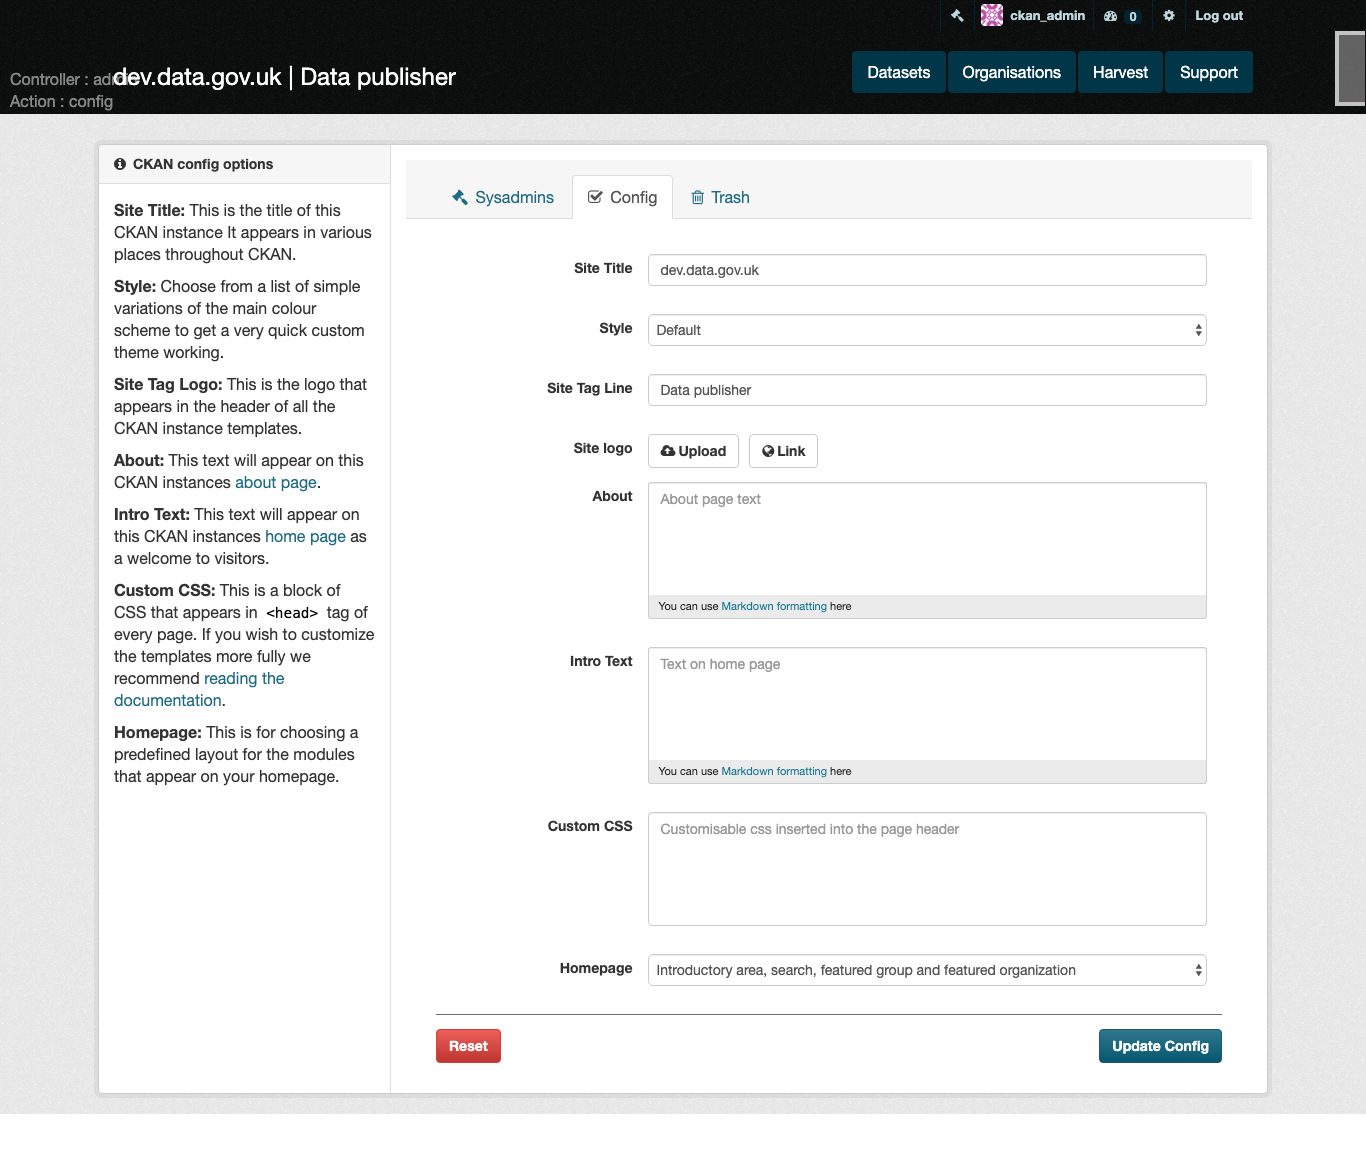 ckan_admin 0 Log out
Controller : admin
dev.data.gov.uk | Data publisher
Datasets Organisations Harvest Support
Action : config
CKAN config options
Site Title: This is the title of this
CKAN instance It appears in various
places throughout CKAN.
Style: Choose from a list of simple
variations of the main colour
scheme to get a very quick custom
theme working.
Site Tag Logo: This is the logo that
appears in the header of all the
CKAN instance templates.
About: This text will appear on this
CKAN instances about page.
Intro Text: This text will appear on
this CKAN instances home page as
a welcome to visitors.
Custom CSS: This is a block of
CSS that appears in <head> tag of
every page. If you wish to customize
the templates more fully we
recommend reading the
documentation.
Homepage: This is for choosing a
predefined layout for the modules
that appear on your homepage.
Sysadmins Config Trash
Site Title dev.data.gov.uk
Style Default
Site Tag Line Data publisher
Site logo Upload Link
About About page text
You can use Markdown formatting here
Intro Text Text on home page
You can use Markdown formatting here
Custom CSS Customisable css inserted into the page header
Homepage Introductory area, search, featured group and featured organization
Reset Update Config